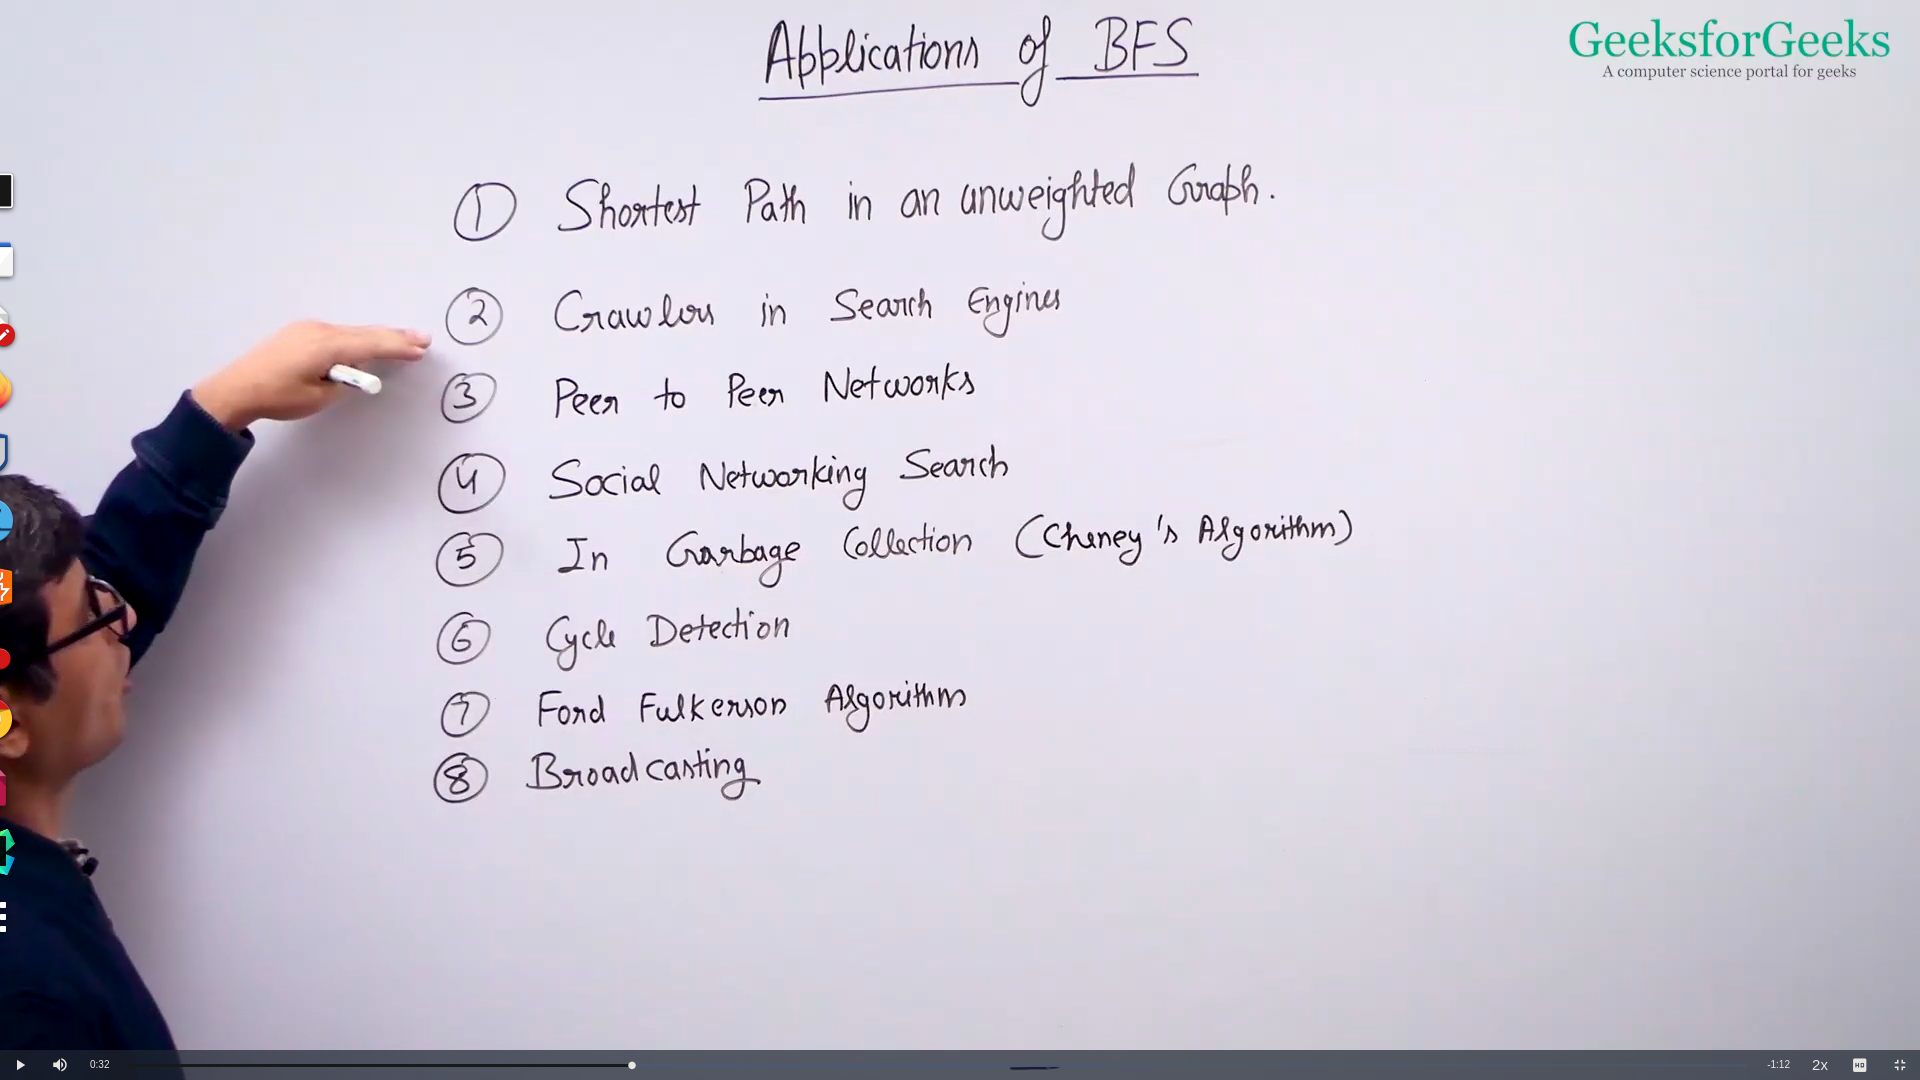 Applications of BFS
GeeksforGeeks
A computer science portal for geeks
1 Shortest Path in an unweighted Graph.
2 Crawlers in Search Engines
3 Peer to Peer Networks
4 Social Networking Search
5 In Garbage Collection (Cheney's Algorithm)
6 Cycle Detection
7 Ford Fulkerson Algorithm
8 Broadcasting
0:32 -1:12 2x HD